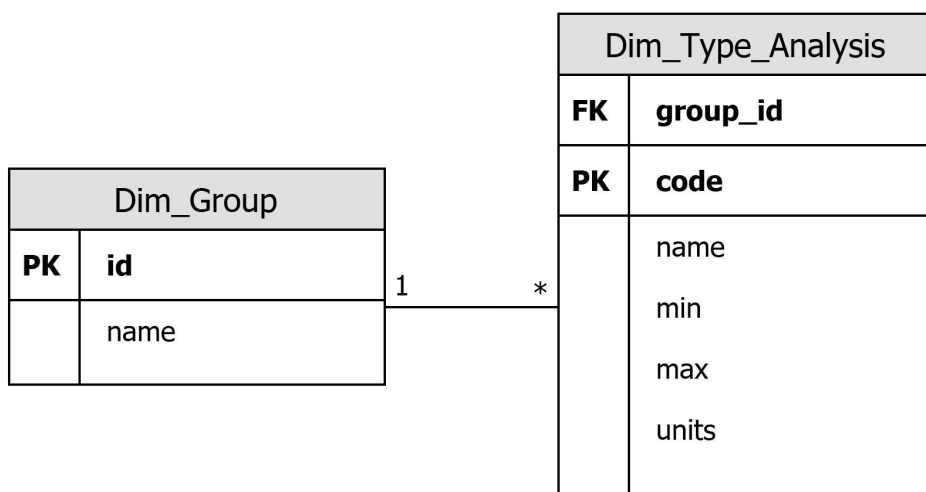 Dim_Type_Analysis
FK group_id
PK code
name
min
max
units
Dim_Group
PK id
name
1 *